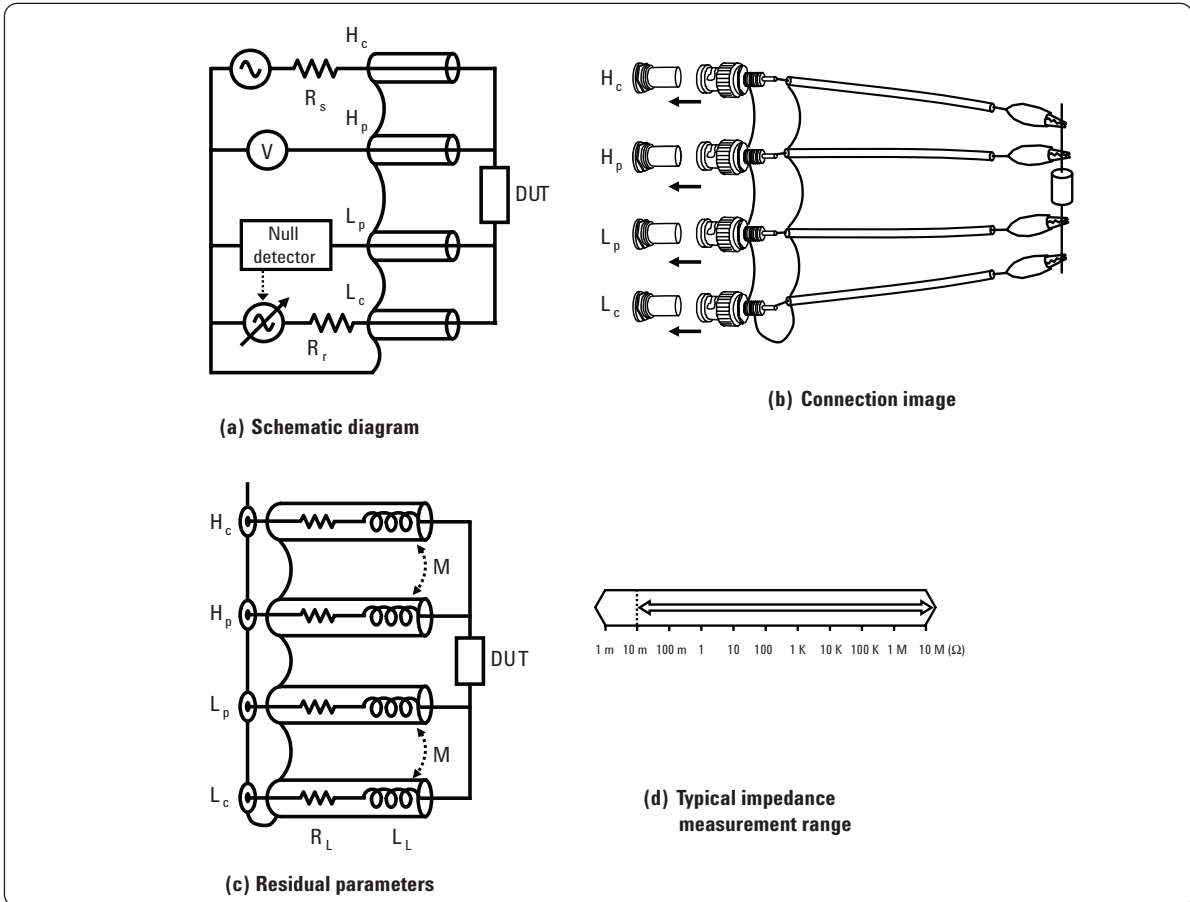 H c
R s
H p
V
DUT
L p
Null
detector
L c
R r
(a) Schematic diagram
H c
H p
L p
L c
(b) Connection image
H c
M
H p
DUT
L p
M
L c
R L
L L
(c) Residual parameters
1 m 10 m 100 m 1 10 100 1 K 10 K 100 K 1 M 10 M (Ω)
(d) Typical impedance
measurement range